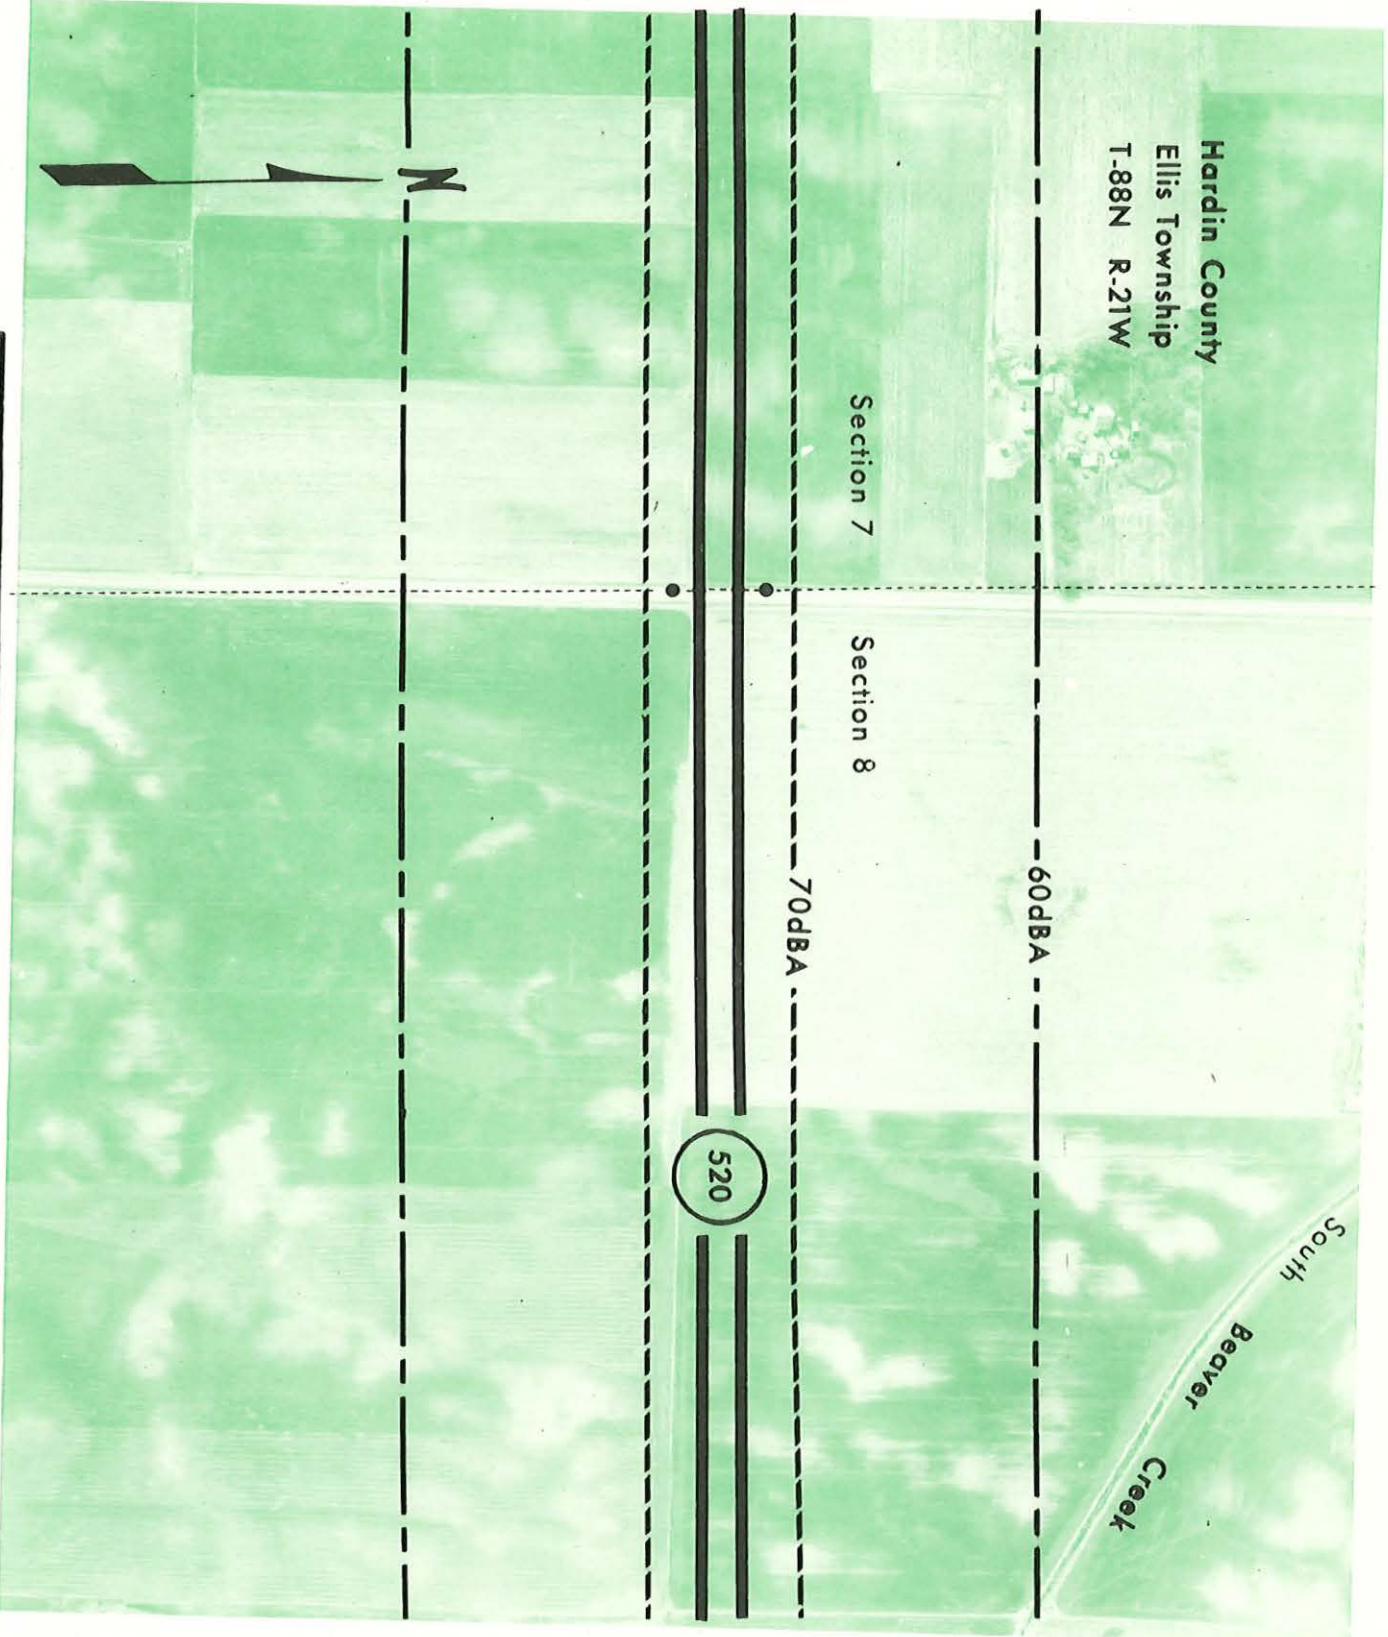 Hardin County
Ellis Township
T-88N R-21W
N
Section 7
Section 8
60dBA
70dBA
520
South Beaver Creek